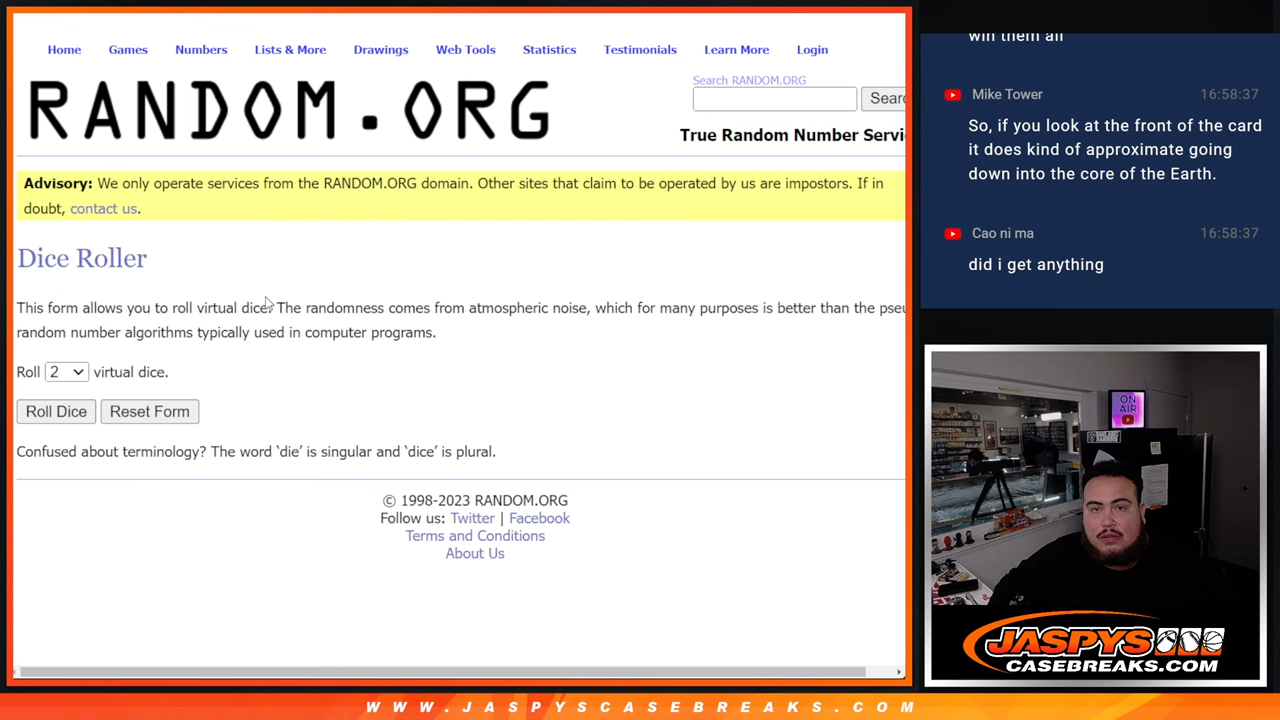 Home Games Numbers Lists & More Drawings Web Tools Statistics Testimonials Learn More Login
RANDOM.ORG
Search RANDOM.ORG
Searc
True Random Number Servi
Advisory: We only operate services from the RANDOM.ORG domain. Other sites that claim to be operated by us are impostors. If in
doubt, contact us.
Dice Roller
This form allows you to roll virtual dice. The randomness comes from atmospheric noise, which for many purposes is better than the pseu
random number algorithms typically used in computer programs.
Roll 2 virtual dice.
Roll Dice Reset Form
Confused about terminology? The word ‘die’ is singular and ‘dice’ is plural.
© 1998-2023 RANDOM.ORG
Follow us: Twitter | Facebook
Terms and Conditions
About Us
win them all
Mike Tower 16:58:37
So, if you look at the front of the card
it does kind of approximate going
down into the core of the Earth.
Cao ni ma 16:58:37
did i get anything
ON
AIR
JASPYS
CASEBREAKS.COM
WWW.JASPYSCASEBREAKS.COM